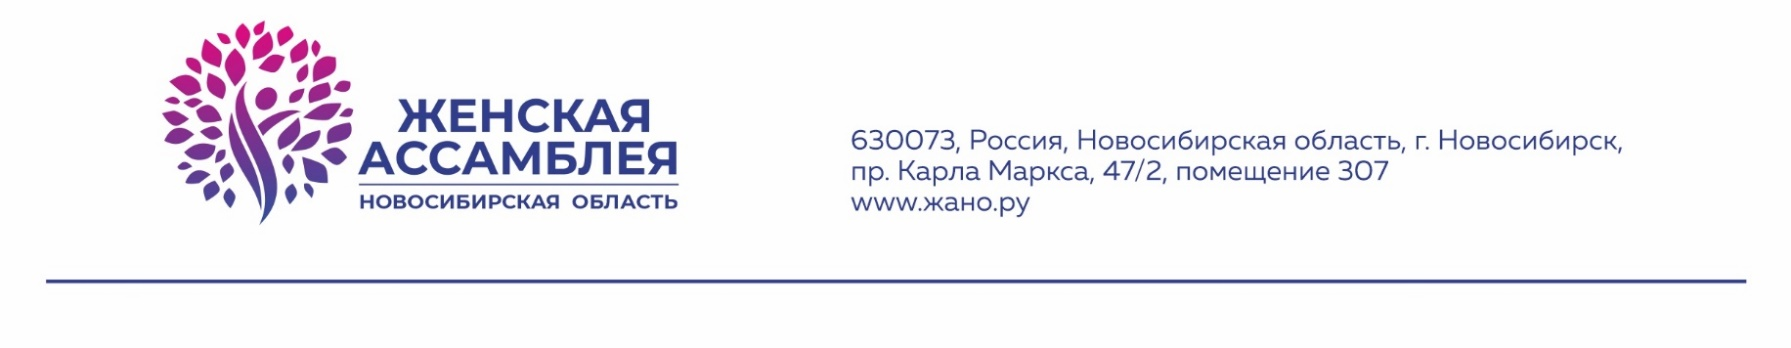 ЖЕНСКАЯ
АССАМБЛЕЯ
НОВОСИБИРСКАЯ ОБЛАСТЬ
630073, Россия, Новосибирская область, г. Новосибирск,
пр. Карла Маркса, 47/2, помещение 307
www.жано.ру